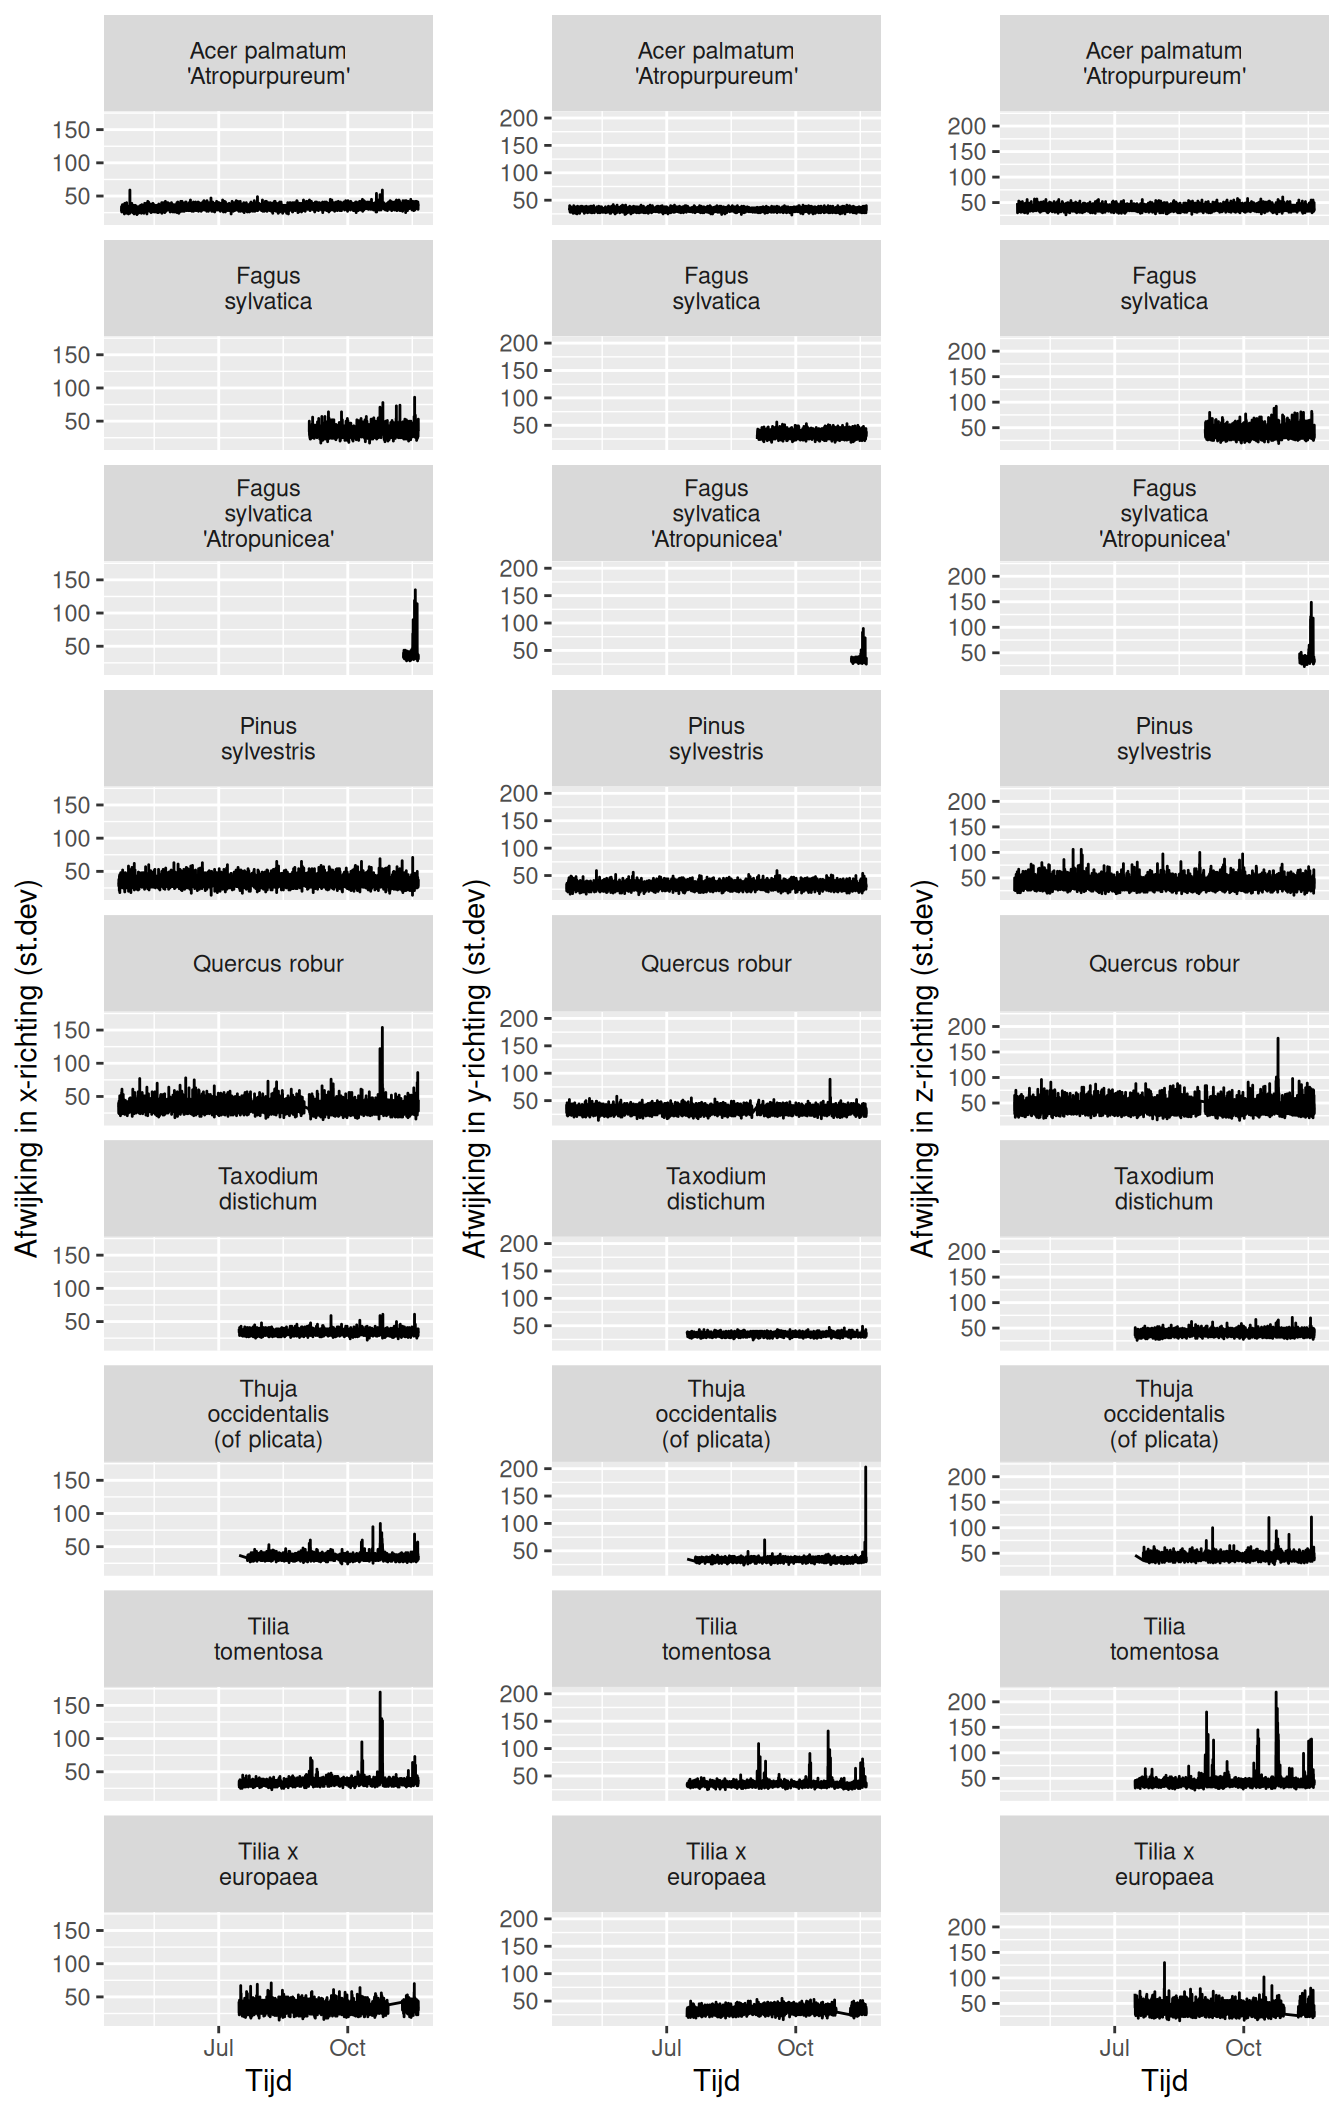 Acer palmatum
'Atropurpureum'
150
100
50
Fagus
sylvatica
150
100
50
Fagus
sylvatica
'Atropunicea'
150
100
50
Pinus
sylvestris
150
100
50
Quercus robur
150
100
50
Taxodium
distichum
150
100
50
Thuja
occidentalis
(of plicata)
150
100
50
Tilia
tomentosa
150
100
50
Tilia x
europaea
150
100
50
Jul Oct
Tijd
Afwijking in x-richting (st.dev)
Acer palmatum
'Atropurpureum'
200
150
100
50
Fagus
sylvatica
200
150
100
50
Fagus
sylvatica
'Atropunicea'
200
150
100
50
Pinus
sylvestris
200
150
100
50
Quercus robur
200
150
100
50
Taxodium
distichum
200
150
100
50
Thuja
occidentalis
(of plicata)
200
150
100
50
Tilia
tomentosa
200
150
100
50
Tilia x
europaea
200
150
100
50
Jul Oct
Tijd
Afwijking in y-richting (st.dev)
Acer palmatum
'Atropurpureum'
200
150
100
50
Fagus
sylvatica
200
150
100
50
Fagus
sylvatica
'Atropunicea'
200
150
100
50
Pinus
sylvestris
200
150
100
50
Quercus robur
200
150
100
50
Taxodium
distichum
200
150
100
50
Thuja
occidentalis
(of plicata)
200
150
100
50
Tilia
tomentosa
200
150
100
50
Tilia x
europaea
200
150
100
50
Jul Oct
Tijd
Afwijking in z-richting (st.dev)